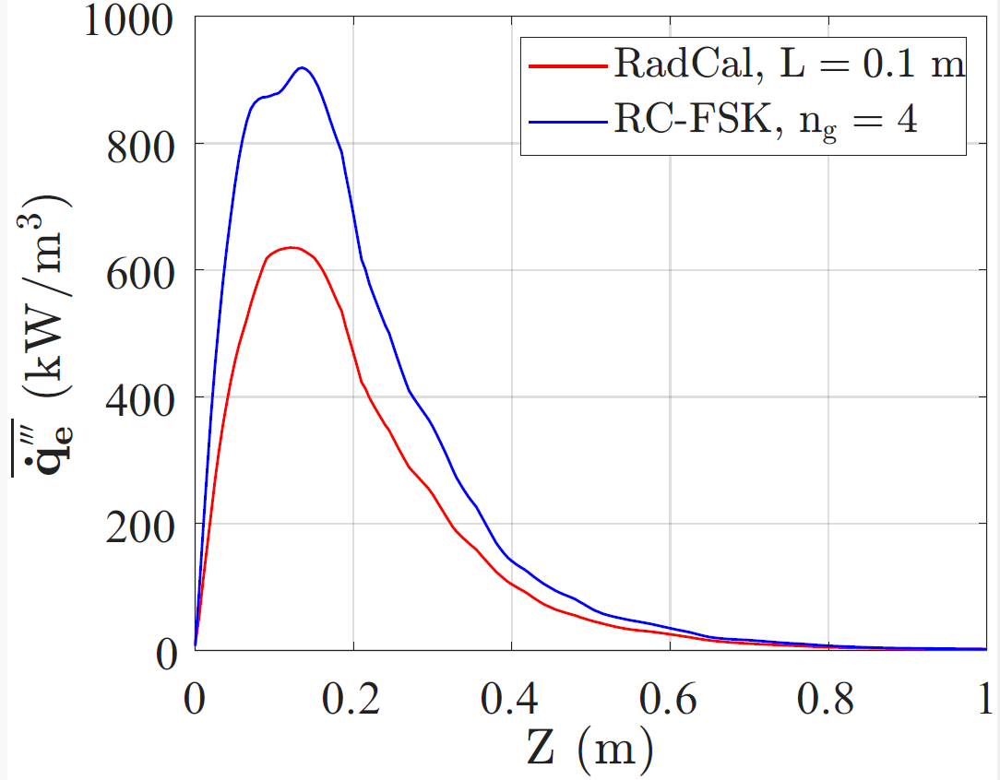 1000
800
600
400
200
0
0 0.2 0.4 0.6 0.8 1
Z (m)
q̇‴ₑ (kW/m³)
RadCal, L = 0.1 m
RC-FSK, n_g = 4